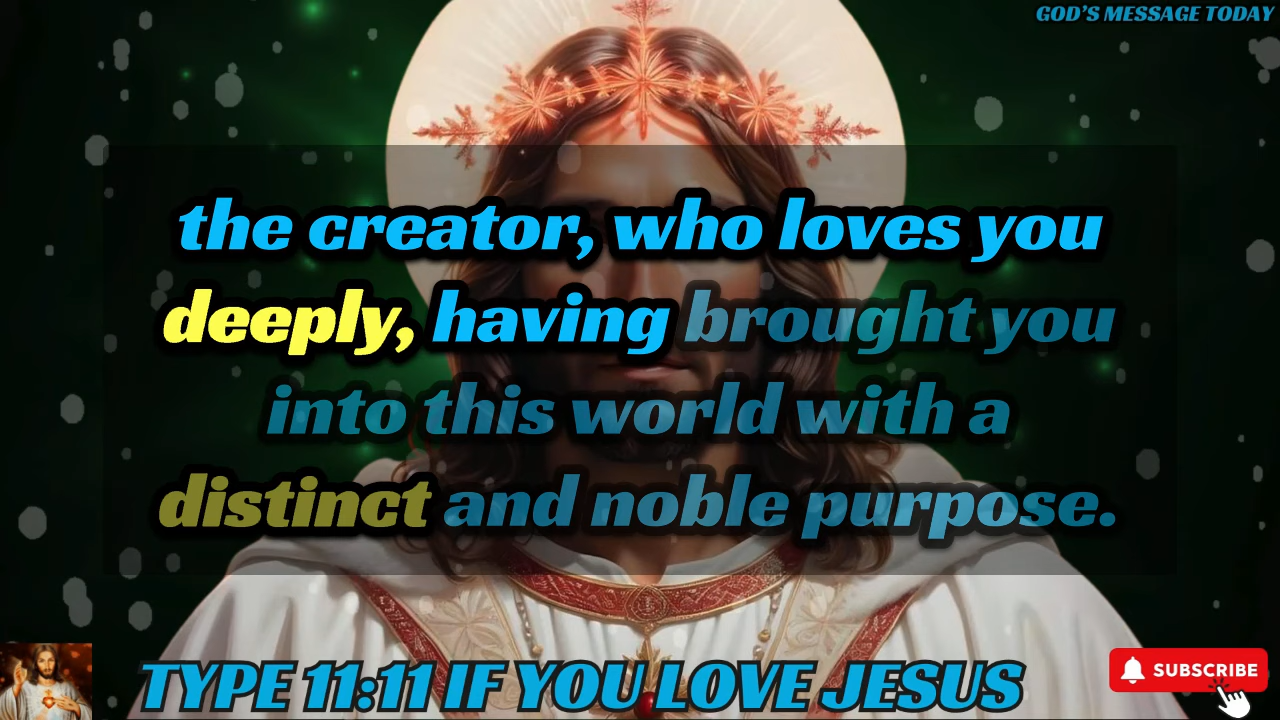 GOD'S MESSAGE TODAY
the creator, who loves you
deeply, having brought you
into this world with a
distinct and noble purpose.
TYPE 11:11 IF YOU LOVE JESUS
SUBSCRIBE